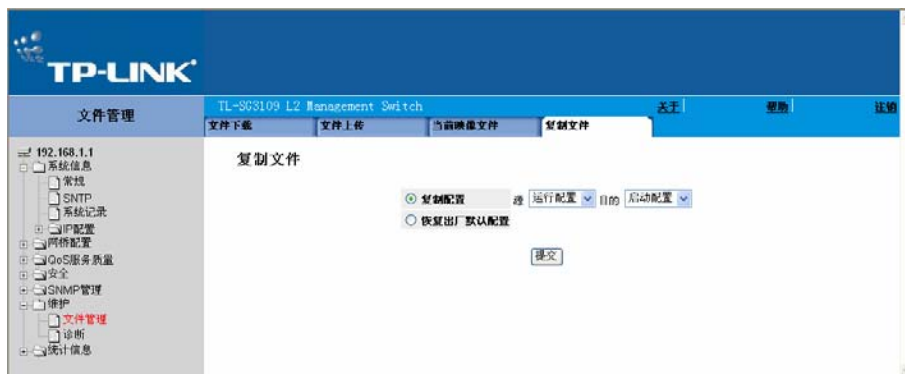 TP-LINK
文件管理
TL-SG3109 L2 Management Switch
关于
帮助
注销
文件下载
文件上传
当前映像文件
复制文件
192.168.1.1
系统信息
常规
SNTP
系统记录
IP配置
网桥配置
QoS服务质量
安全
SNMP管理
维护
文件管理
诊断
统计信息
复制文件
复制配置 源 运行配置 目的 启动配置
恢复出厂默认配置
提交